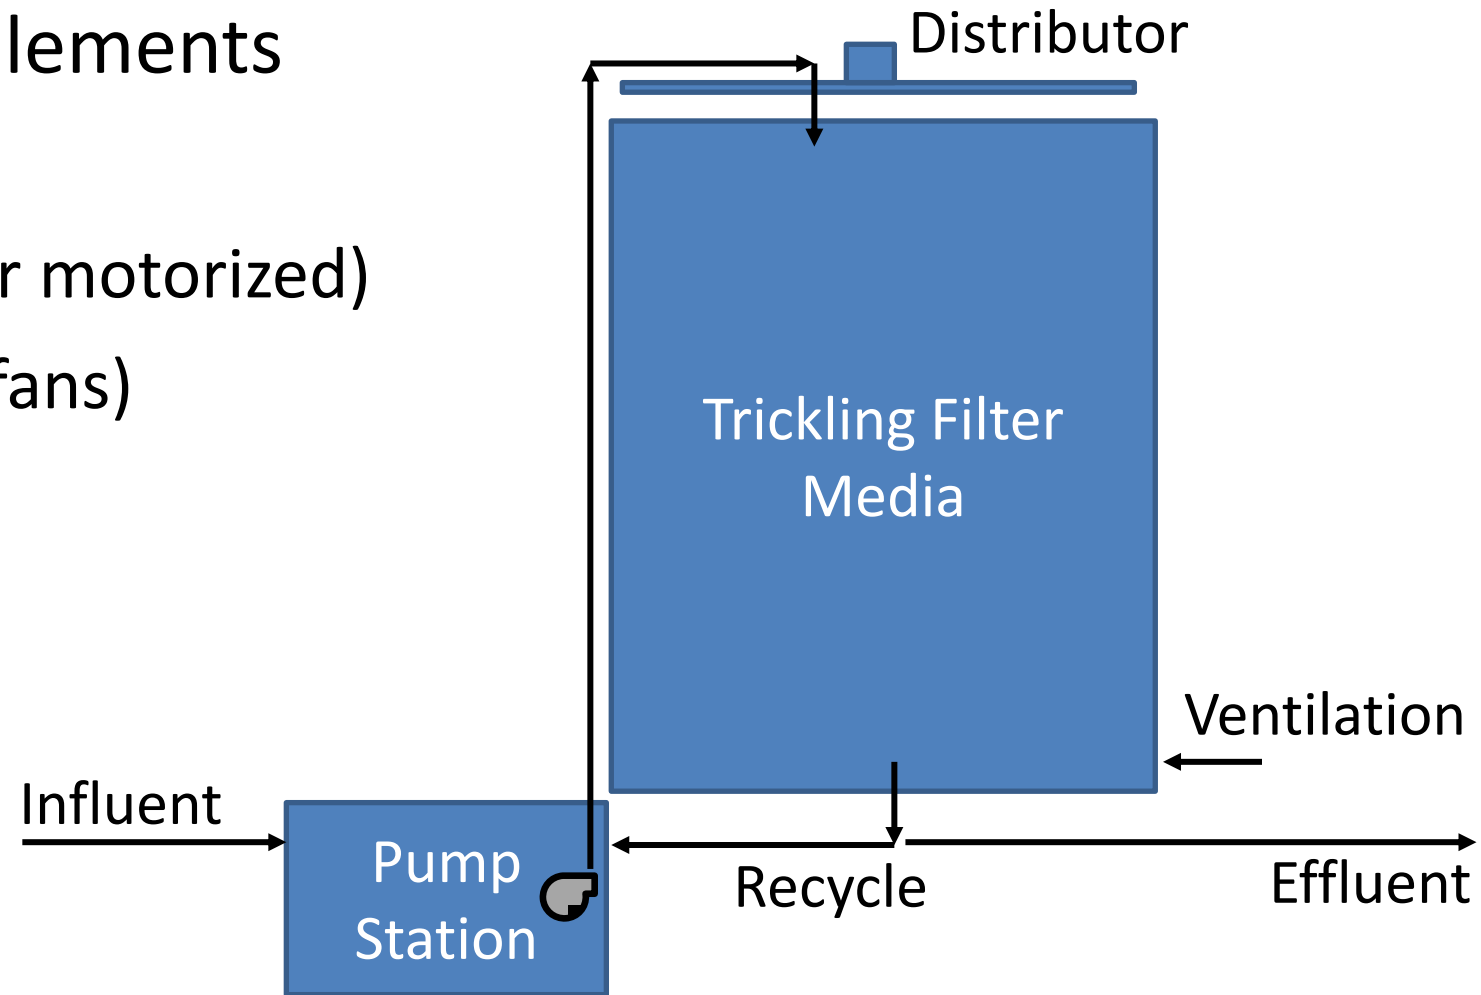 lements
r motorized)
fans)
Distributor
Trickling Filter
Media
Ventilation
Influent
Pump
Station
Recycle
Effluent